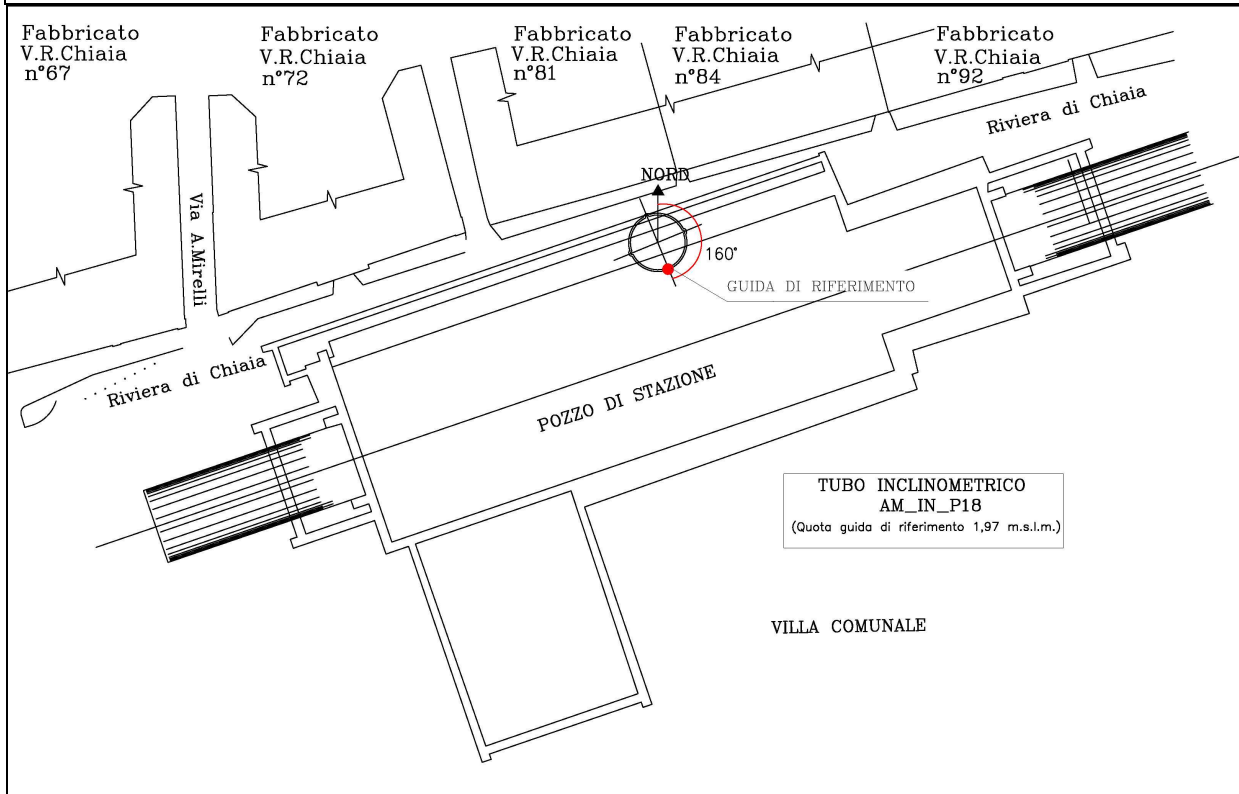 Fabbricato
V.R.Chiaia
n°67
Fabbricato
V.R.Chiaia
n°72
Fabbricato
V.R.Chiaia
n°81
Fabbricato
V.R.Chiaia
n°84
Fabbricato
V.R.Chiaia
n°92
Riviera di Chiaia
NORD
Via A.Mirelli
160°
GUIDA DI RIFERIMENTO
Riviera di Chiaia
POZZO DI STAZIONE
TUBO INCLINOMETRICO
AM_IN_P18
(Quota guida di riferimento 1,97 m.s.l.m.)
VILLA COMUNALE